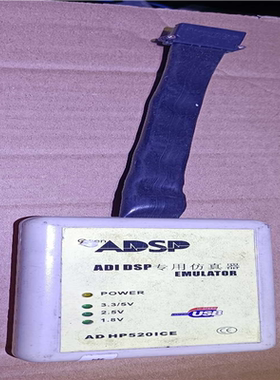 ADSP
ADI DSP 专用仿真器
EMULATOR
POWER
3.3/5V
2.5V
1.8V
USB
AD HP520ICE
CE